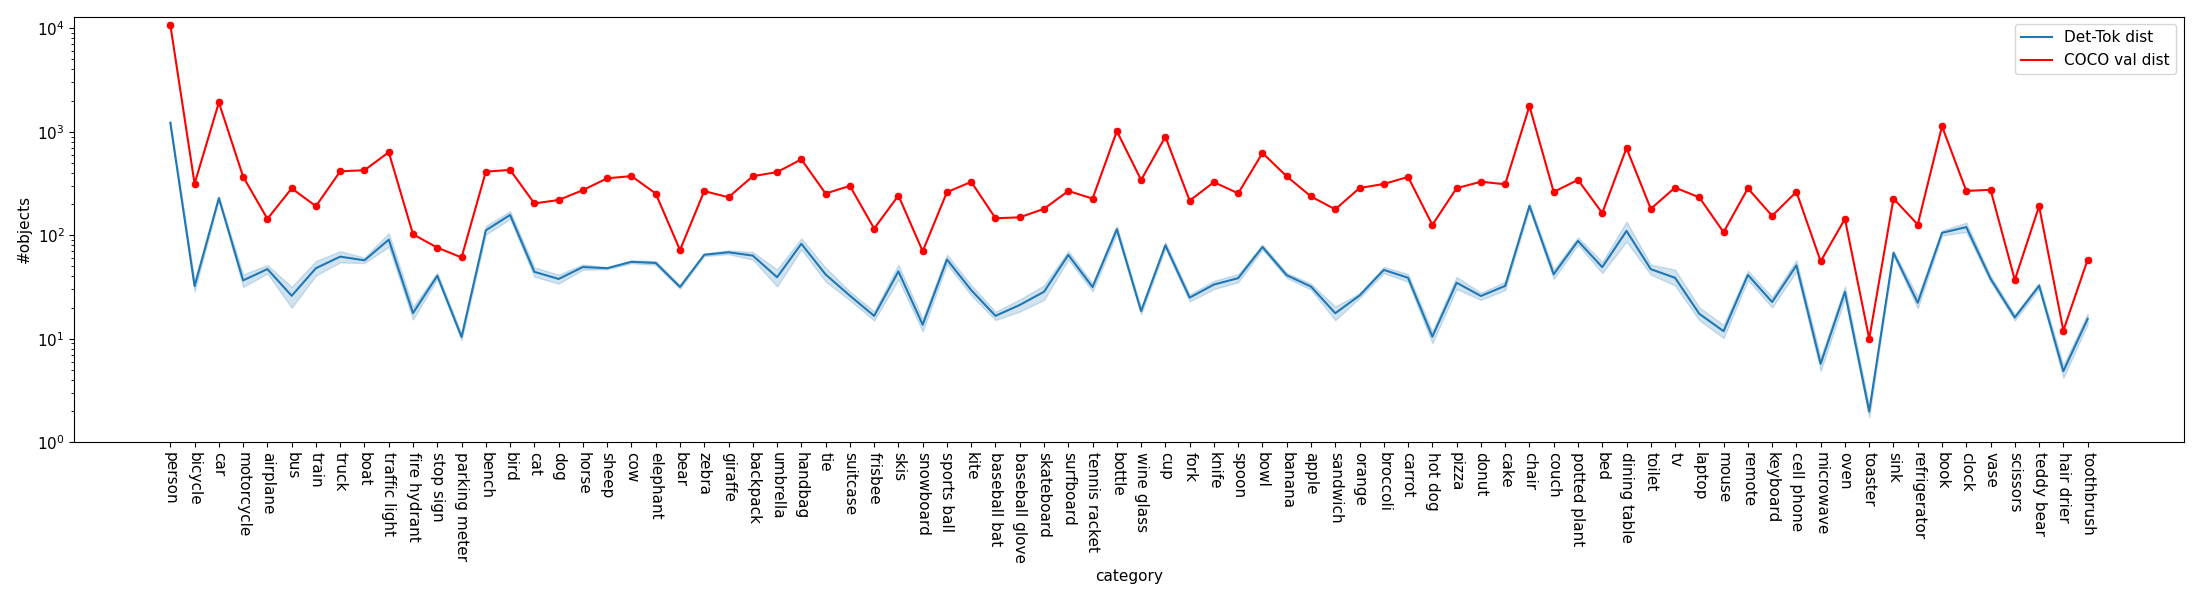 10^4
10^3
10^2
10^1
10^0
#objects
Det-Tok dist
COCO val dist
person
bicycle
car
motorcycle
airplane
bus
train
truck
boat
traffic light
fire hydrant
stop sign
parking meter
bench
bird
cat
dog
horse
sheep
cow
elephant
bear
zebra
giraffe
backpack
umbrella
handbag
tie
suitcase
frisbee
skis
snowboard
sports ball
kite
baseball bat
baseball glove
skateboard
surfboard
tennis racket
bottle
wine glass
cup
fork
knife
spoon
bowl
banana
apple
sandwich
orange
broccoli
carrot
hot dog
pizza
donut
cake
chair
couch
potted plant
bed
dining table
toilet
tv
laptop
mouse
remote
keyboard
cell phone
microwave
oven
toaster
sink
refrigerator
book
clock
vase
scissors
teddy bear
hair drier
toothbrush
category